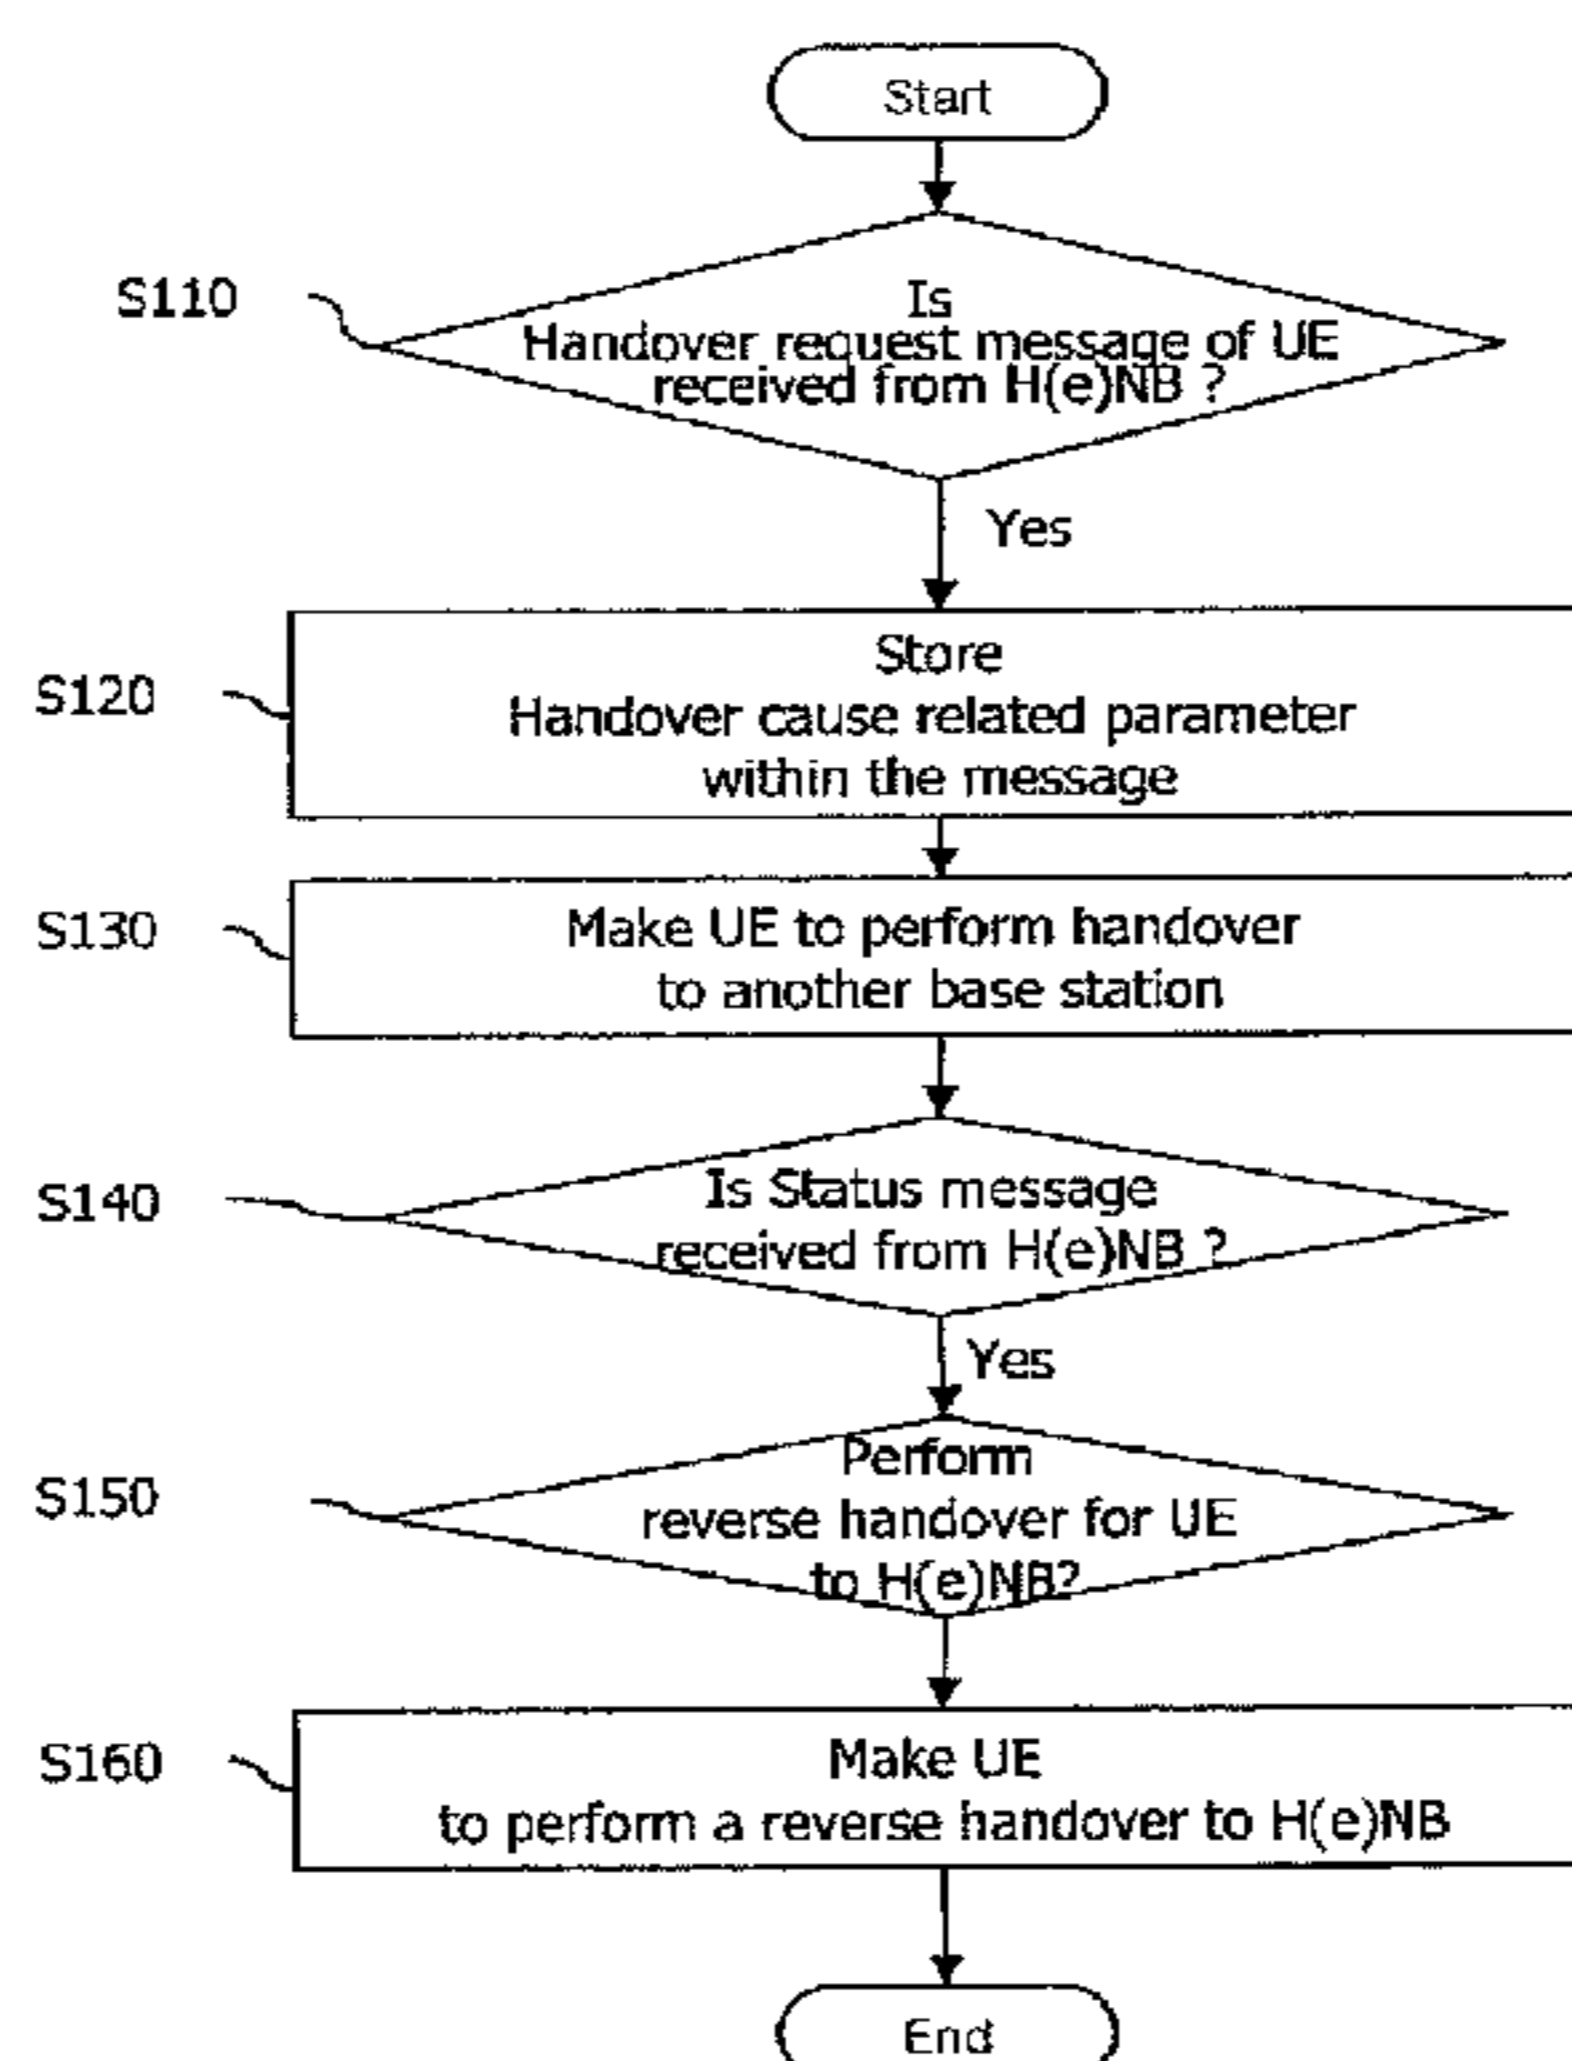 Start
S110
Is
Handover request message of UE
received from H(e)NB ?
Yes
S120
Store
Handover cause related parameter
within the message
S130
Make UE to perform handover
to another base station
S140
Is Status message
received from H(e)NB ?
Yes
S150
Perform
reverse handover for UE
to H(e)NB?
S160
Make UE
to perform a reverse handover to H(e)NB
End